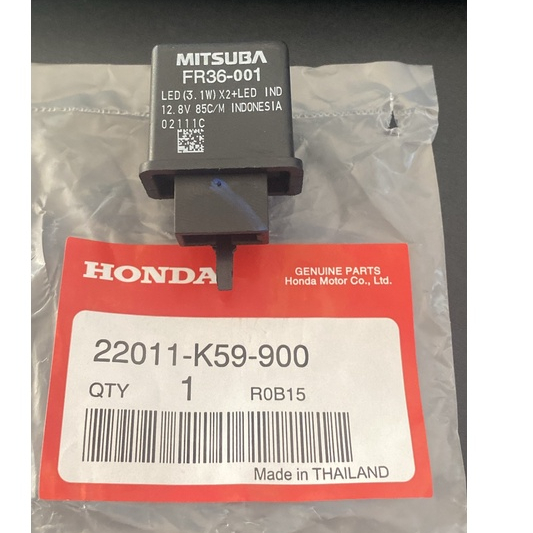 MITSUBA
FR36-001
LED(3.1W)X2+LED IND
12.8V 85C/M INDONESIA
02111C
HONDA
GENUINE PARTS
Honda Motor Co., Ltd.
22011-K59-900
QTY 1 R0B15
Made in THAILAND